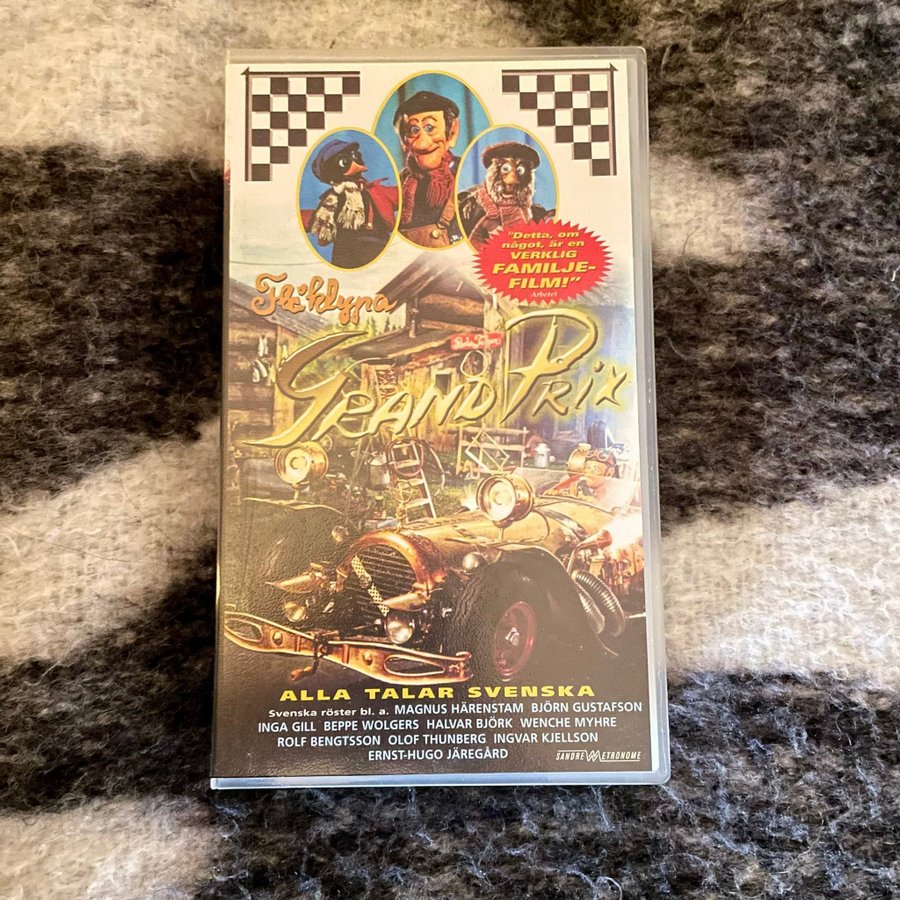 "Detta, om
något, är en
VERKLIG
FAMILJE-
FILM!"
Arbetet
Flåklypa
GRAND PRIX
ALLA TALAR SVENSKA
Svenska röster bl. a. MAGNUS HÄRENSTAM BJÖRN GUSTAFSON
INGA GILL BEPPE WOLGERS HALVAR BJÖRK WENCHE MYHRE
ROLF BENGTSSON OLOF THUNBERG INGVAR KJELLSON
ERNST-HUGO JÄREGÅRD
SANDREW METRONOME